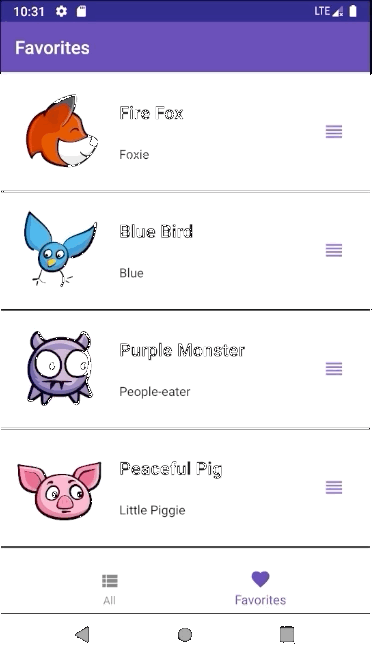 10:31 LTE
Favorites
Fire Fox
Foxie
Blue Bird
Blue
Purple Monster
People-eater
Peaceful Pig
Little Piggie
All Favorites